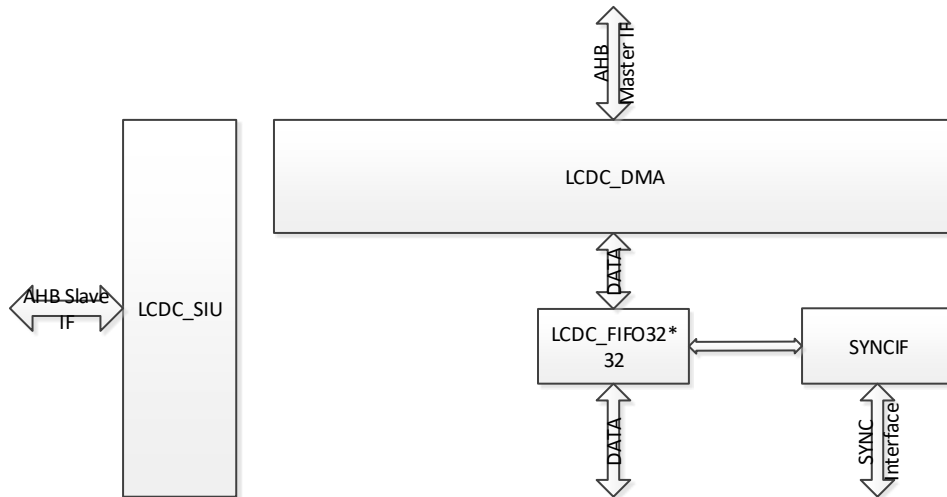 AHB
Master IF
LCDC_DMA
DATA
AHB Slave
IF
LCDC_SIU
LCDC_FIFO32*
32
SYNCIF
DATA
SYNC
Interface